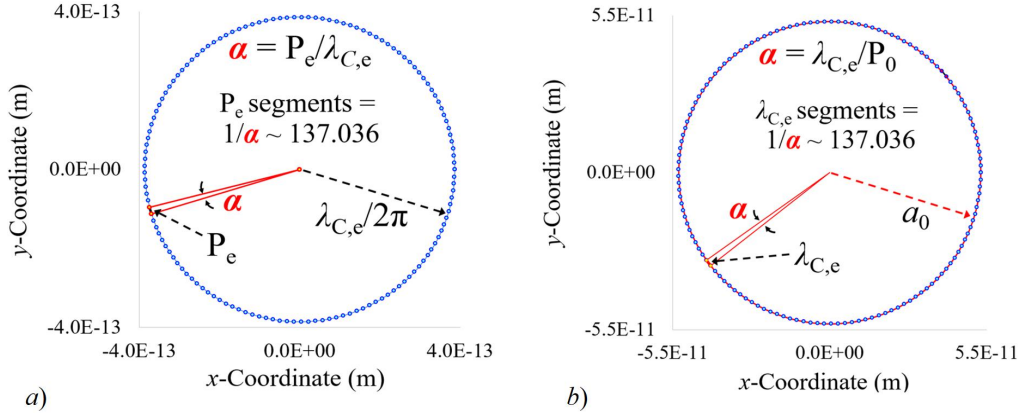 4.0E-13
α = Pe/λC,e
Pe segments =
1/α ~ 137.036
0.0E+00
α
λC,e/2π
Pe
-4.0E-13
-4.0E-13 0.0E+00 4.0E-13
x-Coordinate (m)
y-Coordinate (m)
a)
5.5E-11
α = λC,e/P0
λC,e segments =
1/α ~ 137.036
0.0E+00
α
a0
λC,e
-5.5E-11
-5.5E-11 0.0E+00 5.5E-11
x-Coordinate (m)
y-Coordinate (m)
b)